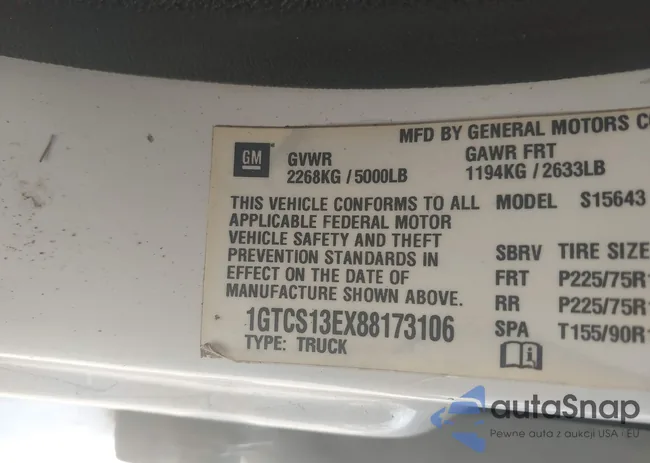 MFD BY GENERAL MOTORS CO
GM
GVWR
2268KG / 5000LB
GAWR FRT
1194KG / 2633LB
THIS VEHICLE CONFORMS TO ALL
APPLICABLE FEDERAL MOTOR
VEHICLE SAFETY AND THEFT
PREVENTION STANDARDS IN
EFFECT ON THE DATE OF
MANUFACTURE SHOWN ABOVE.
1GTCS13EX88173106
TYPE: TRUCK
MODEL S15643
SBRV TIRE SIZE
FRT P225/75R1
RR P225/75R1
SPA T155/90R1
autaSnap
Pewne auta z aukcji USA i EU